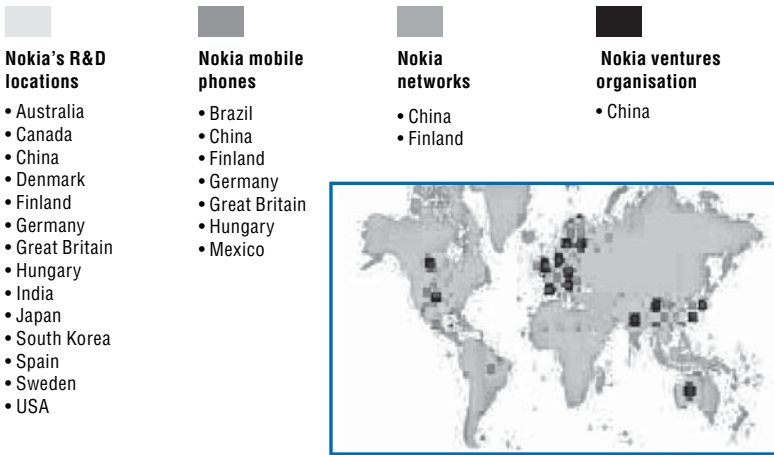 Nokia's R&D
locations
• Australia
• Canada
• China
• Denmark
• Finland
• Germany
• Great Britain
• Hungary
• India
• Japan
• South Korea
• Spain
• Sweden
• USA
Nokia mobile
phones
• Brazil
• China
• Finland
• Germany
• Great Britain
• Hungary
• Mexico
Nokia
networks
• China
• Finland
Nokia ventures
organisation
• China